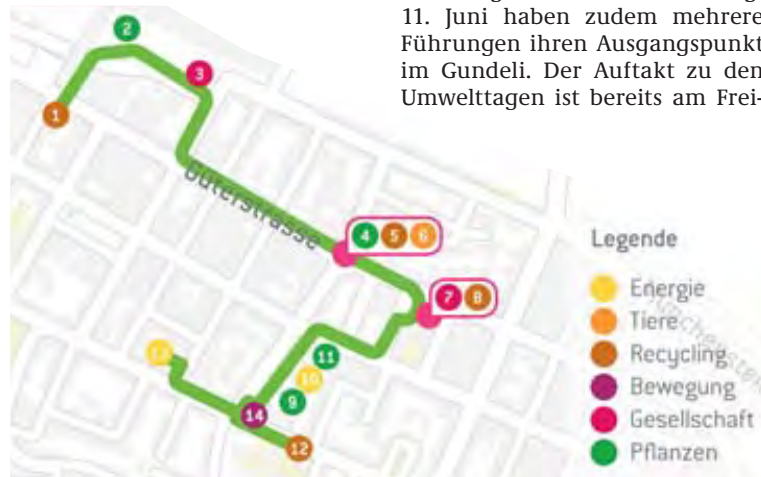 11. Juni haben zudem mehrere
Führungen ihren Ausgangspunkt
im Gundeli. Der Auftakt zu den
Umwelttagen ist bereits am Frei-
2
3
1
Güterstrasse
4 5 6
7 8
11
13
10
9
14
12
Legende
Energie
Tiere
Recycling
Bewegung
Gesellschaft
Pflanzen